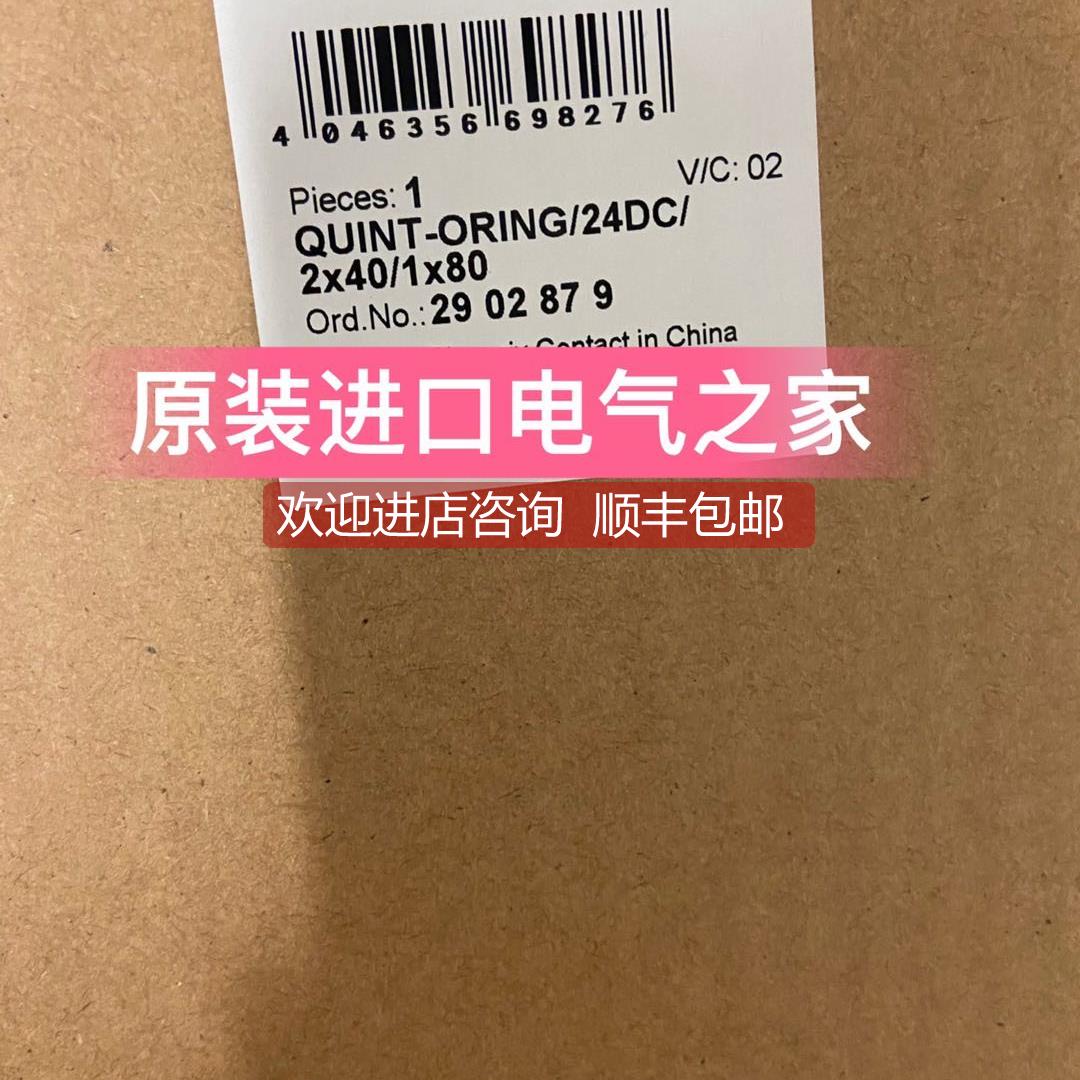 4 046356 698276
V/C: 02
Pieces: 1
QUINT-ORING/24DC/
2x40/1x80
Ord.No.: 29 02 87 9
Contact in China
原装进口电气之家
欢迎进店咨询 顺丰包邮